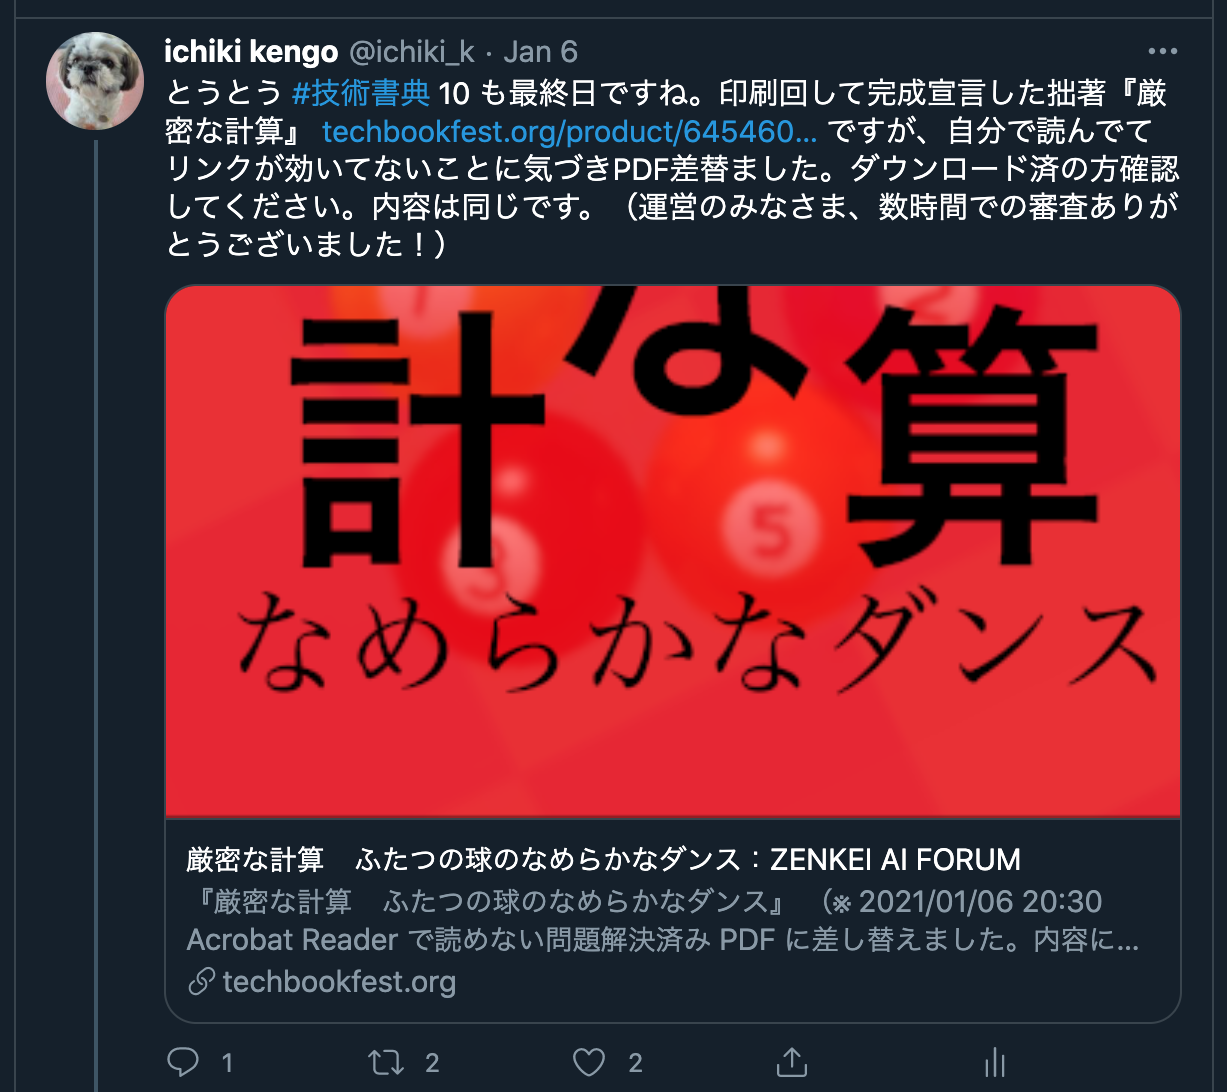 ichiki kengo @ichiki_k · Jan 6
とうとう #技術書典 10 も最終日ですね。印刷回して完成宣言した拙著『厳
密な計算』 techbookfest.org/product/645460... ですが、自分で読んでて
リンクが効いてないことに気づきPDF差替ました。ダウンロード済の方確認
してください。内容は同じです。（運営のみなさま、数時間での審査ありが
とうございました！）
1 2
計な算
3 5
なめらかなダンス
厳密な計算　ふたつの球のなめらかなダンス：ZENKEI AI FORUM
『厳密な計算　ふたつの球のなめらかなダンス』 （※ 2021/01/06 20:30
Acrobat Reader で読めない問題解決済み PDF に差し替えました。内容に...
techbookfest.org
1 2 2